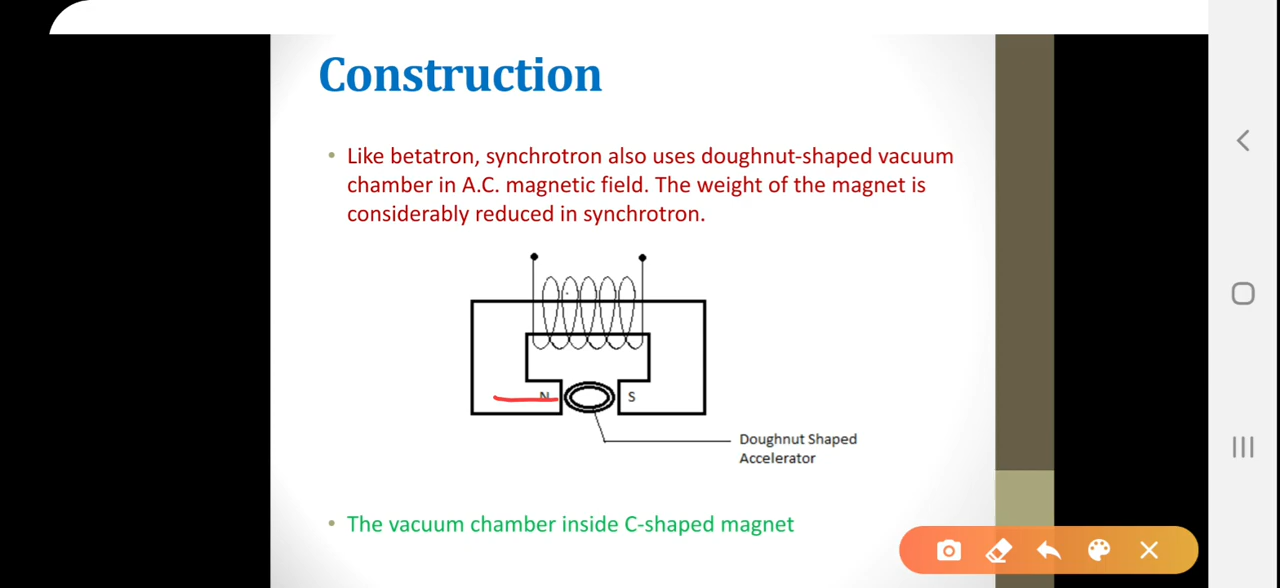 Construction
• Like betatron, synchrotron also uses doughnut-shaped vacuum
chamber in A.C. magnetic field. The weight of the magnet is
considerably reduced in synchrotron.
N
S
Doughnut Shaped
Accelerator
• The vacuum chamber inside C-shaped magnet